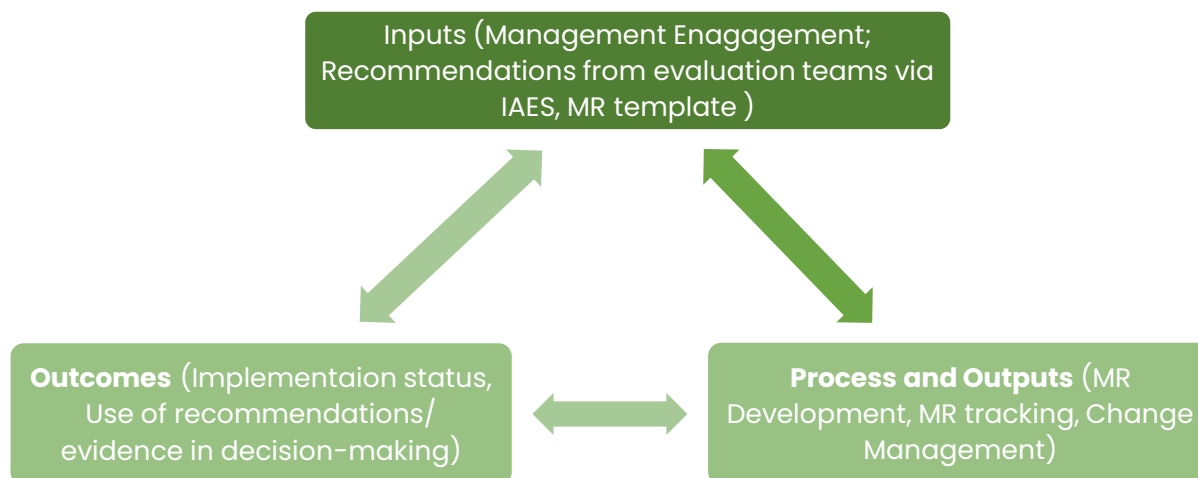 Inputs (Management Enagagement;
Recommendations from evaluation teams via
IAES, MR template )
Outcomes (Implementaion status,
Use of recommendations/
evidence in decision-making)
Process and Outputs (MR
Development, MR tracking, Change
Management)